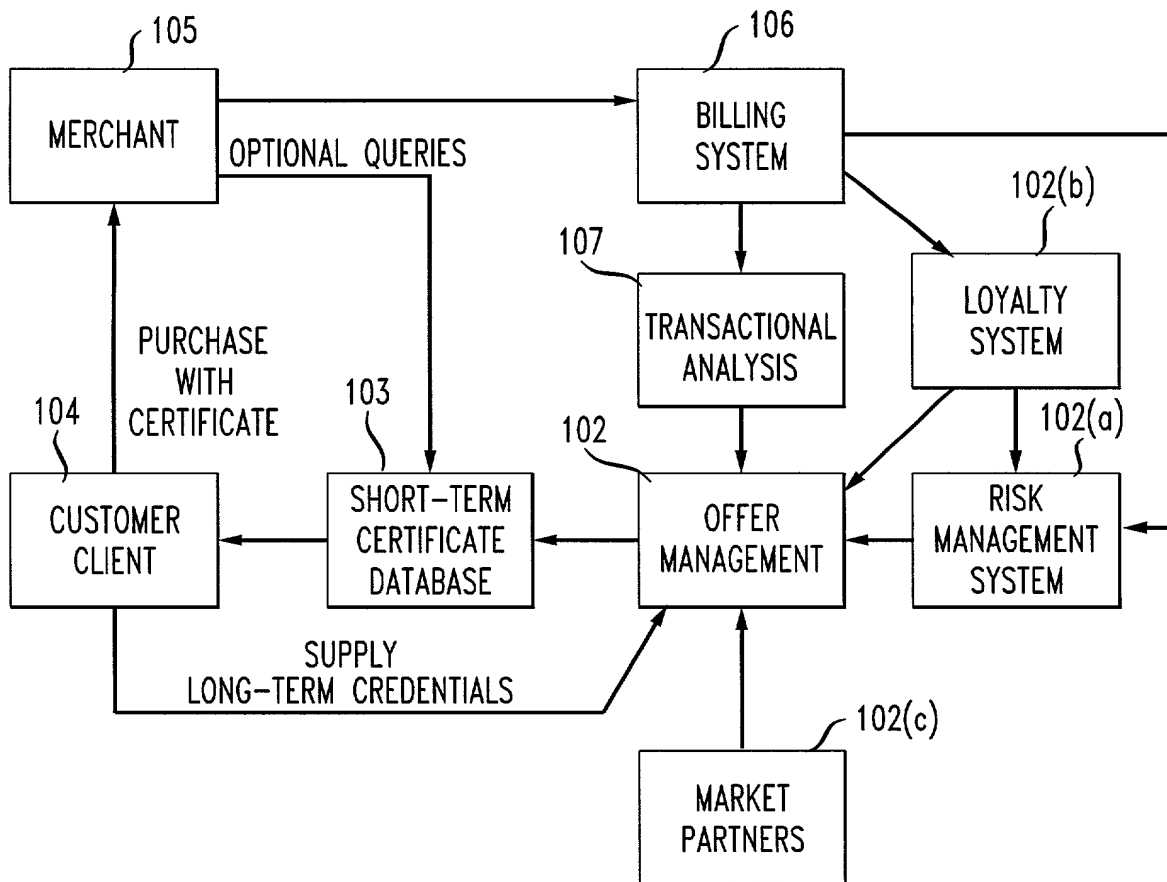 105
MERCHANT
OPTIONAL QUERIES
106
BILLING
SYSTEM
102(b)
LOYALTY
SYSTEM
107
TRANSACTIONAL
ANALYSIS
PURCHASE
WITH
CERTIFICATE
104
CUSTOMER
CLIENT
103
SHORT-TERM
CERTIFICATE
DATABASE
102
OFFER
MANAGEMENT
102(a)
RISK
MANAGEMENT
SYSTEM
SUPPLY
LONG-TERM CREDENTIALS
102(c)
MARKET
PARTNERS